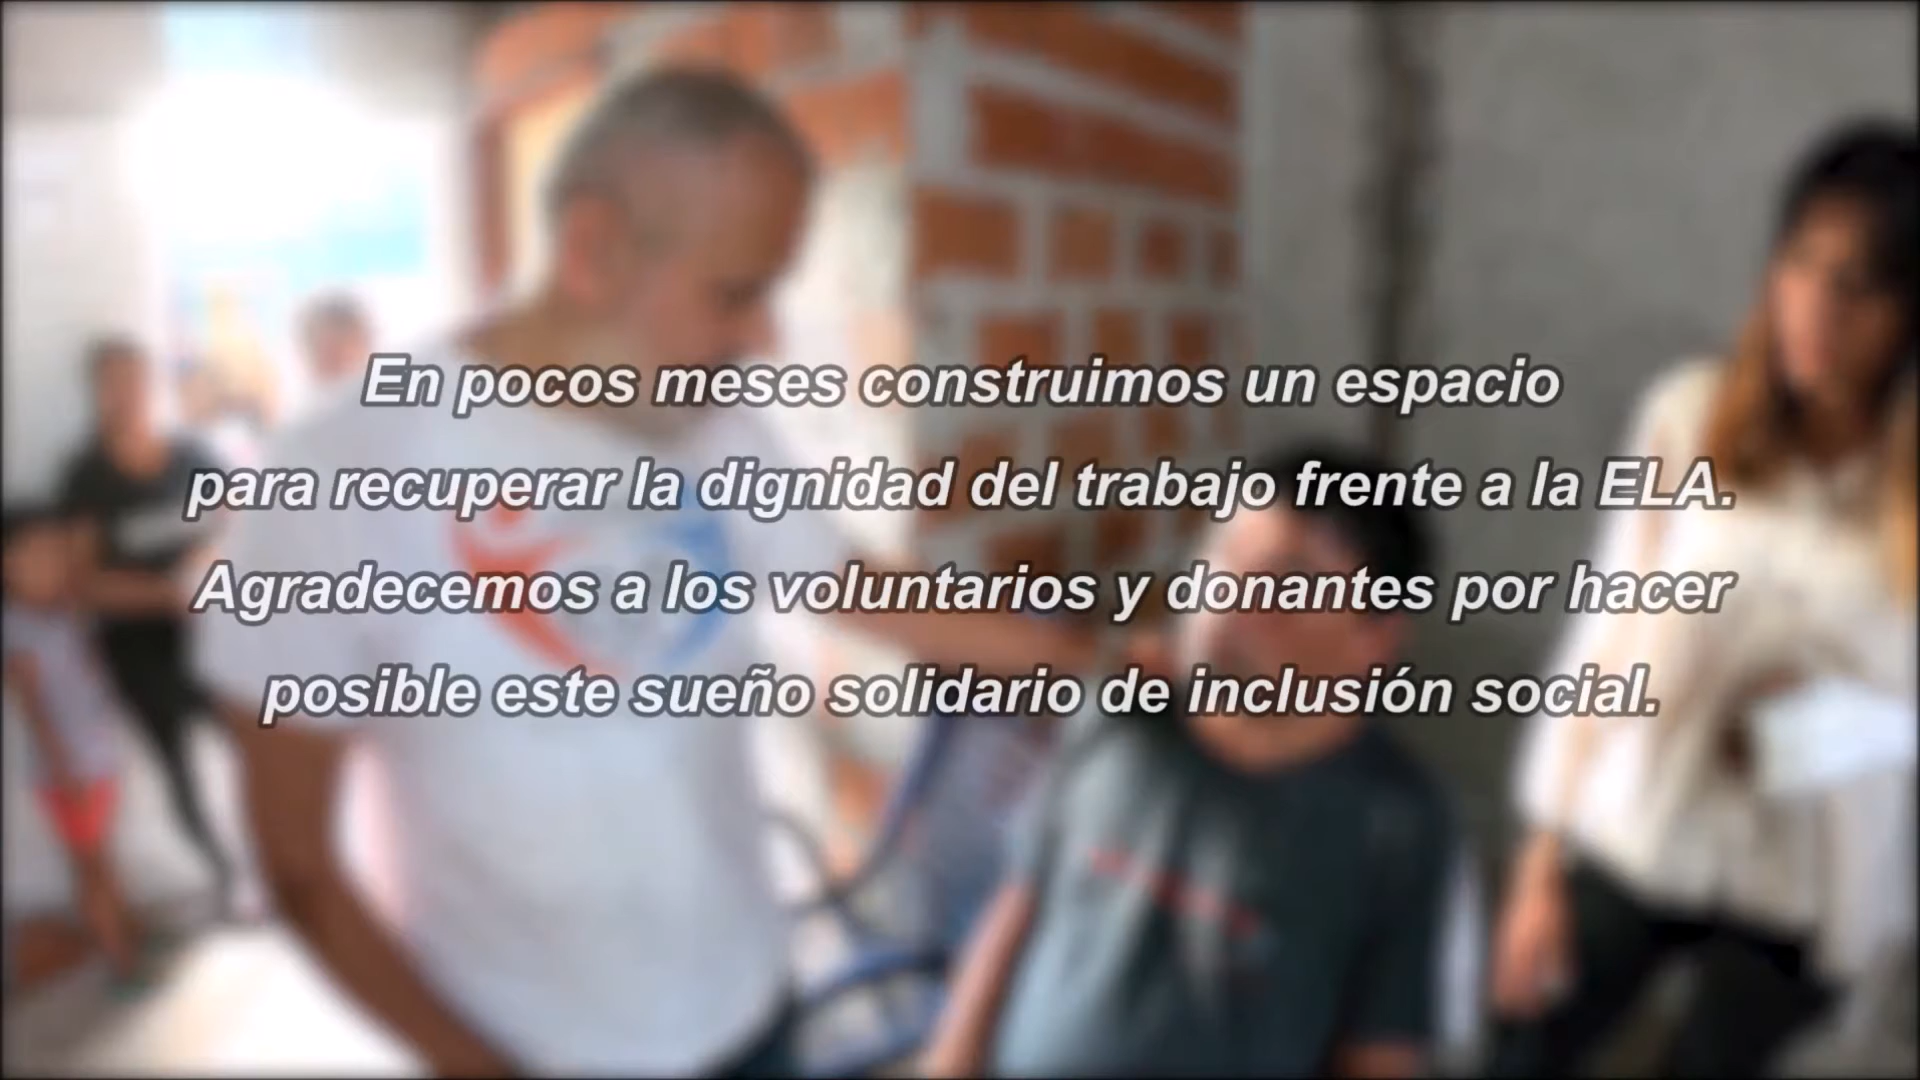 En pocos meses construimos un espacio
para recuperar la dignidad del trabajo frente a la ELA.
Agradecemos a los voluntarios y donantes por hacer
posible este sueño solidario de inclusión social.